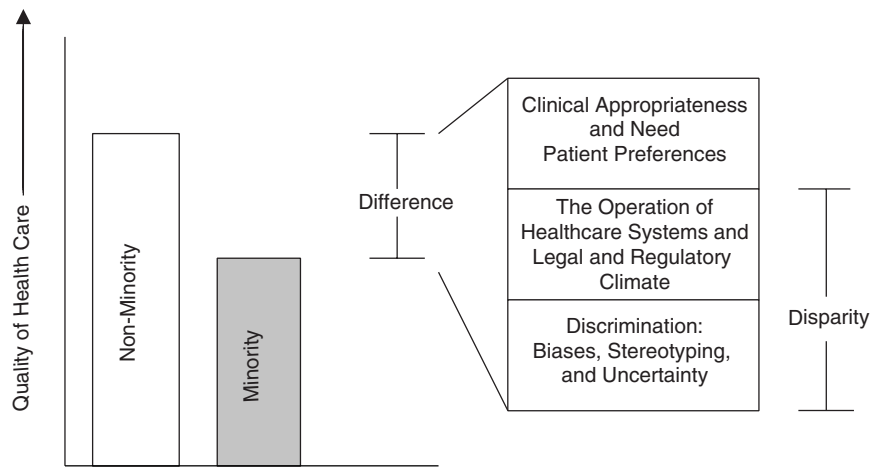 Quality of Health Care
Non-Minority
Minority
Difference
Clinical Appropriateness
and Need
Patient Preferences
The Operation of
Healthcare Systems and
Legal and Regulatory
Climate
Discrimination:
Biases, Stereotyping,
and Uncertainty
Disparity